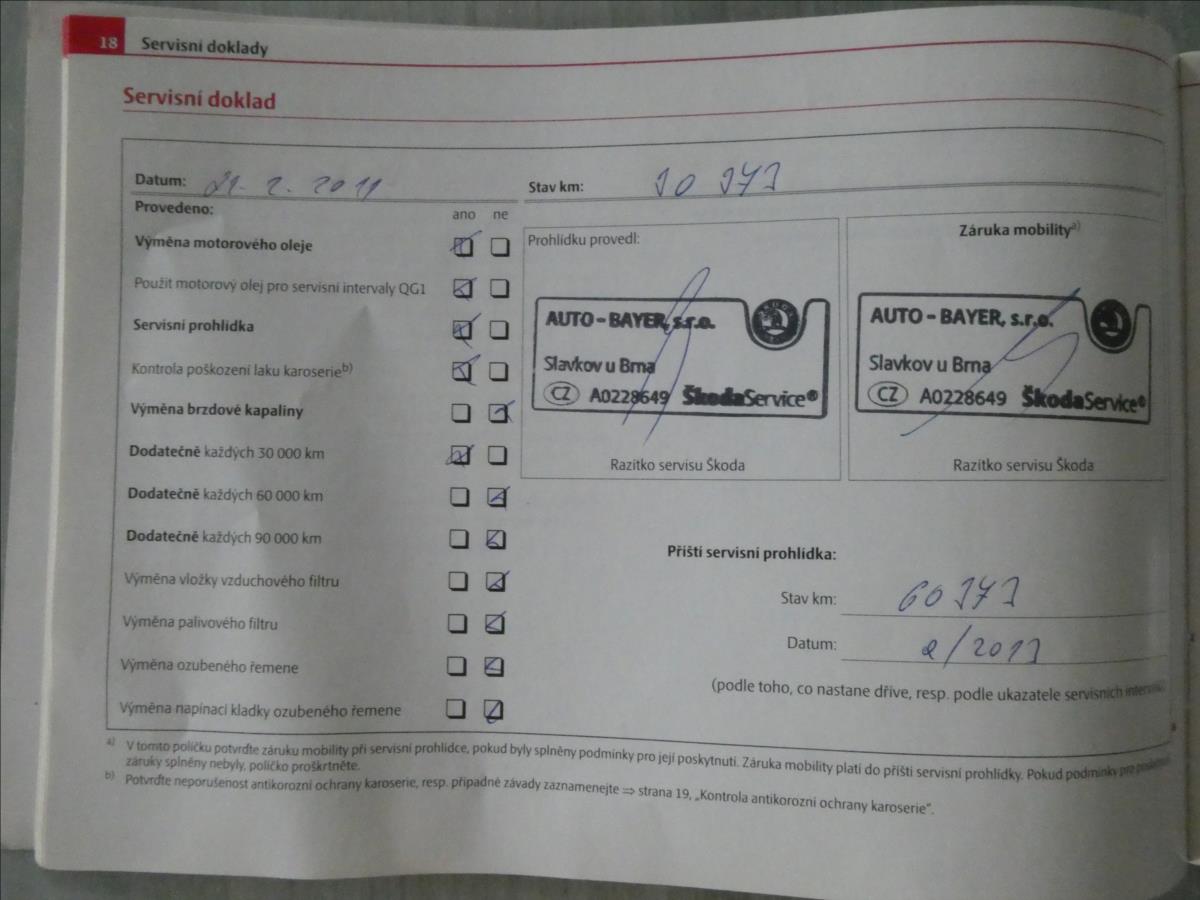 18 Servisní doklady
Servisní doklad
Datum: 21. 2. 2011 Stav km: 30 373
Provedeno: ano ne
Výměna motorového oleje
Použit motorový olej pro servisní intervaly QG1
Servisní prohlídka
Kontrola poškození laku karoserie b)
Výměna brzdové kapaliny
Dodatečně každých 30 000 km
Dodatečně každých 60 000 km
Dodatečně každých 90 000 km
Výměna vložky vzduchového filtru
Výměna palivového filtru
Výměna ozubeného řemene
Výměna napínací kladky ozubeného řemene
Prohlídku provedl:
AUTO - BAYER, s.r.o.
Slavkov u Brna
CZ A0228649 ŠkodaService®
Razítko servisu Škoda
Záruka mobility a)
AUTO - BAYER, s.r.o.
Slavkov u Brna
CZ A0228649 ŠkodaService®
Razítko servisu Škoda
Příští servisní prohlídka:
Stav km: 60 373
Datum: 2/2013
(podle toho, co nastane dříve, resp. podle ukazatele servisních
a) V tomto políčku potvrďte záruku mobility při servisní prohlídce, pokud byly splněny podmínky pro její poskytnutí. Záruka mobility platí do příští servisní prohlídky. Pokud podmínky pro
záruky splněny nebyly, políčko proškrtněte.
b) Potvrďte neporušenost antikorozní ochrany karoserie, resp. případné závady zaznamenejte ⇒ strana 19, „Kontrola antikorozní ochrany karoserie“.